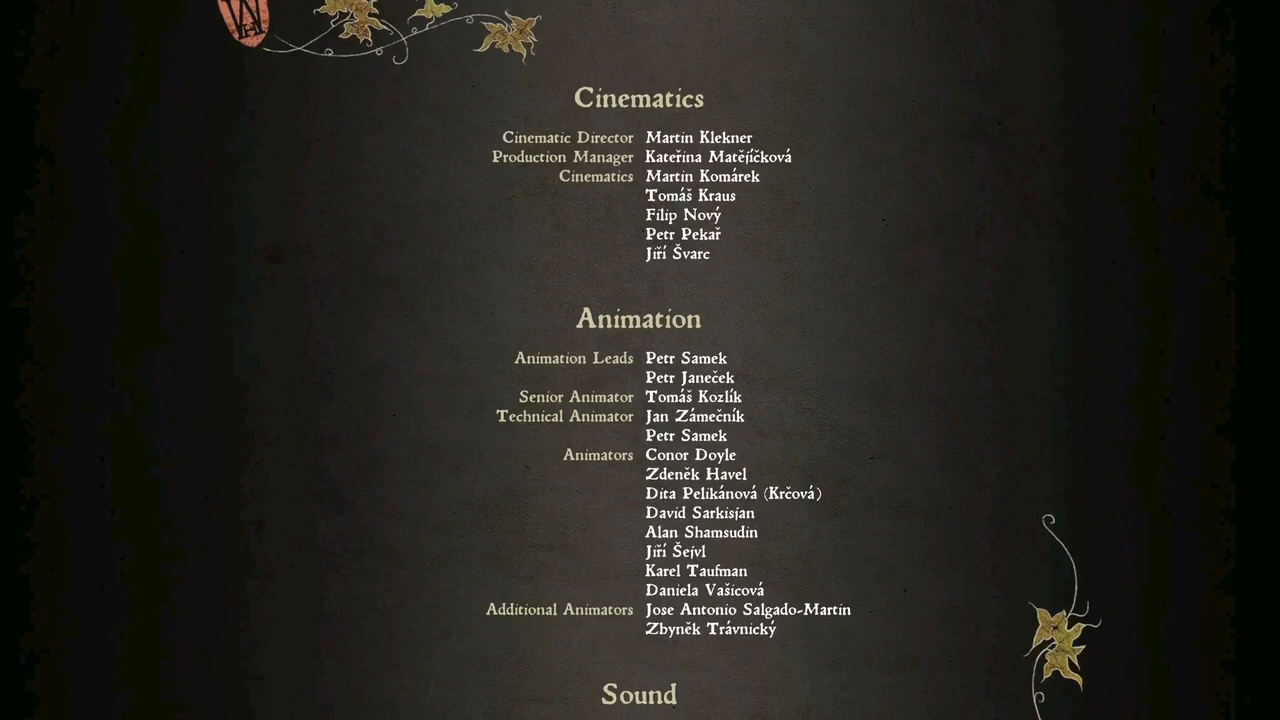 WH
Cinematics
Cinematic Director Martin Klekner
Production Manager Kateřina Matějíčková
Cinematics Martin Komárek
Tomáš Kraus
Filip Nový
Petr Pekař
Jiří Švarc
Animation
Animation Leads Petr Samek
Petr Janeček
Senior Animator Tomáš Kozlík
Technical Animator Jan Zámečník
Petr Samek
Animators Conor Doyle
Zdeněk Havel
Dita Pelikánová (Krčová)
David Sarkisjan
Alan Shamsudin
Jiří Šejvl
Karel Taufman
Daniela Vašicová
Additional Animators Jose Antonio Salgado-Martin
Zbyněk Trávnický
Sound